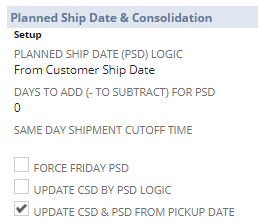 Planned Ship Date & Consolidation
Setup
PLANNED SHIP DATE (PSD) LOGIC
From Customer Ship Date
DAYS TO ADD (- TO SUBTRACT) FOR PSD
0
SAME DAY SHIPMENT CUTOFF TIME
FORCE FRIDAY PSD
UPDATE CSD BY PSD LOGIC
UPDATE CSD & PSD FROM PICKUP DATE